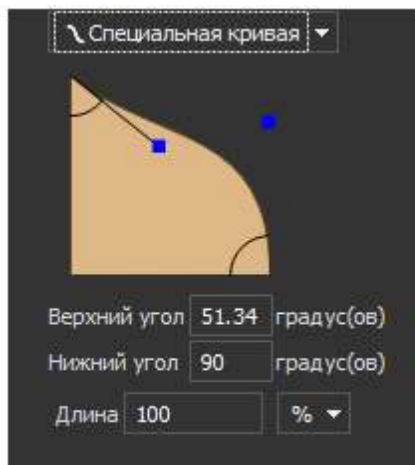 Специальная кривая
Верхний угол 51.34 градус(ов)
Нижний угол 90 градус(ов)
Длина 100 %